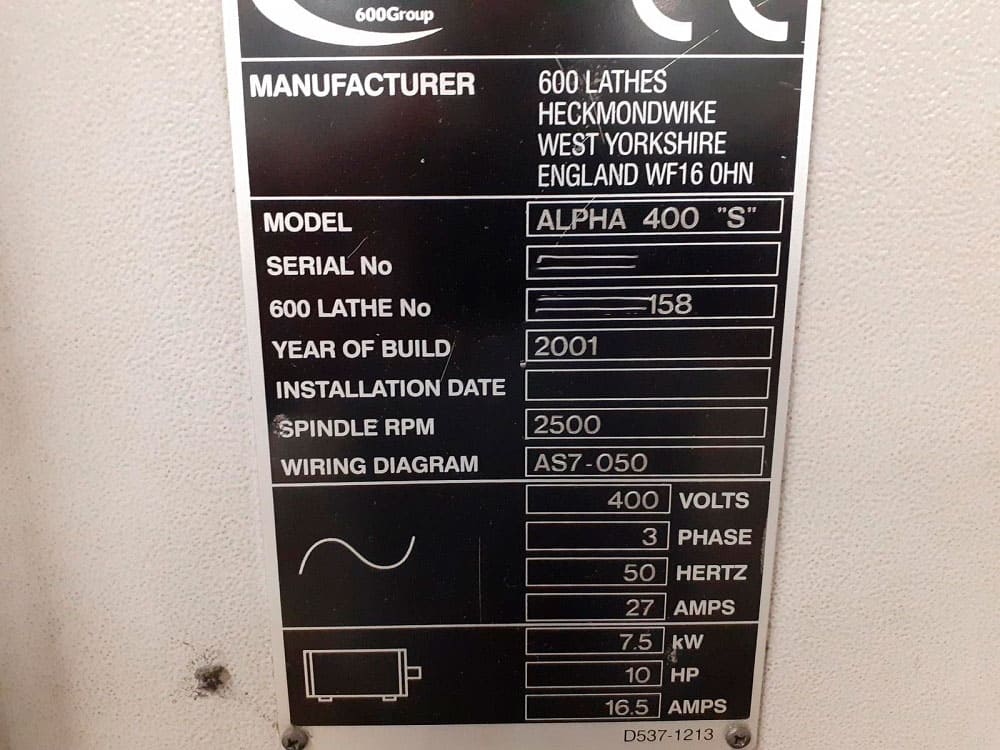 600Group
CE
MANUFACTURER 600 LATHES
HECKMONDWIKE
WEST YORKSHIRE
ENGLAND WF16 0HN
MODEL ALPHA 400 "S"
SERIAL No
600 LATHE No 158
YEAR OF BUILD 2001
INSTALLATION DATE
SPINDLE RPM 2500
WIRING DIAGRAM AS7-050
400 VOLTS
3 PHASE
50 HERTZ
27 AMPS
7.5 kW
10 HP
16.5 AMPS
D537-1213